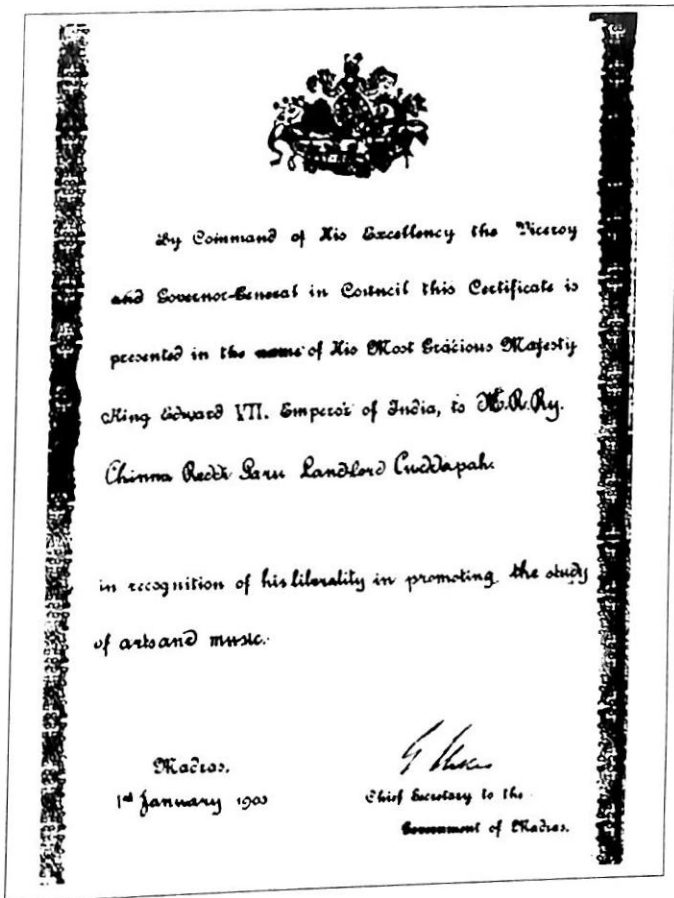 By Command of His Excellency the Viceroy
and Governor-General in Council this Certificate is
presented in the name of His Most Gracious Majesty
King Edward VII. Emperor of India, to M.R.Ry.
Chinna Reddi Garu Landlord Cuddapah.
in recognition of his liberality in promoting the study
of arts and music.
Madras.
1st January 1903
Chief Secretary to the
Government of Madras.